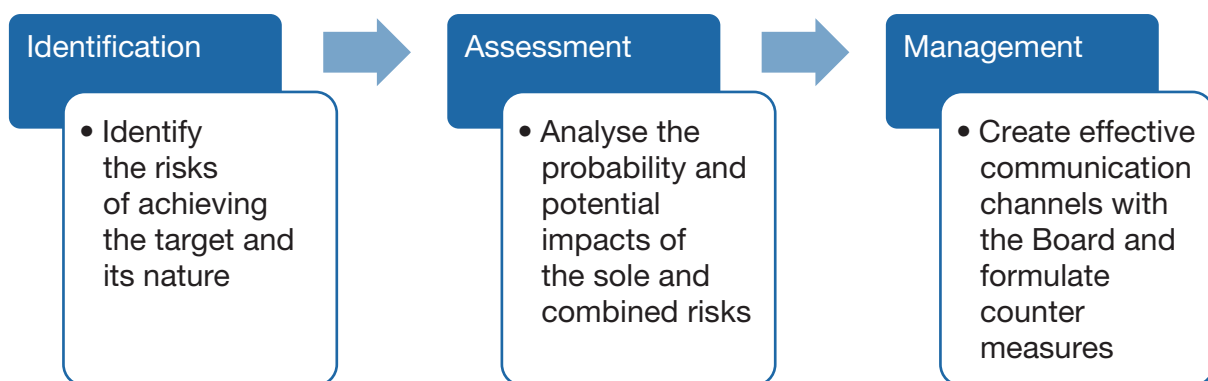 Identification
• Identify
the risks
of achieving
the target and
its nature
Assessment
• Analyse the
probability and
potential
impacts of
the sole and
combined risks
Management
• Create effective
communication
channels with
the Board and
formulate
counter
measures